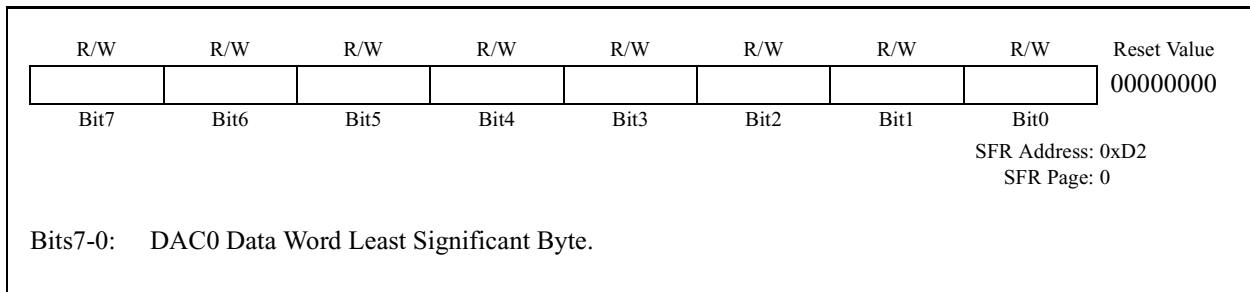 R/W R/W R/W R/W R/W R/W R/W R/W Reset Value
00000000
Bit7 Bit6 Bit5 Bit4 Bit3 Bit2 Bit1 Bit0
SFR Address: 0xD2
SFR Page: 0
Bits7-0: DAC0 Data Word Least Significant Byte.